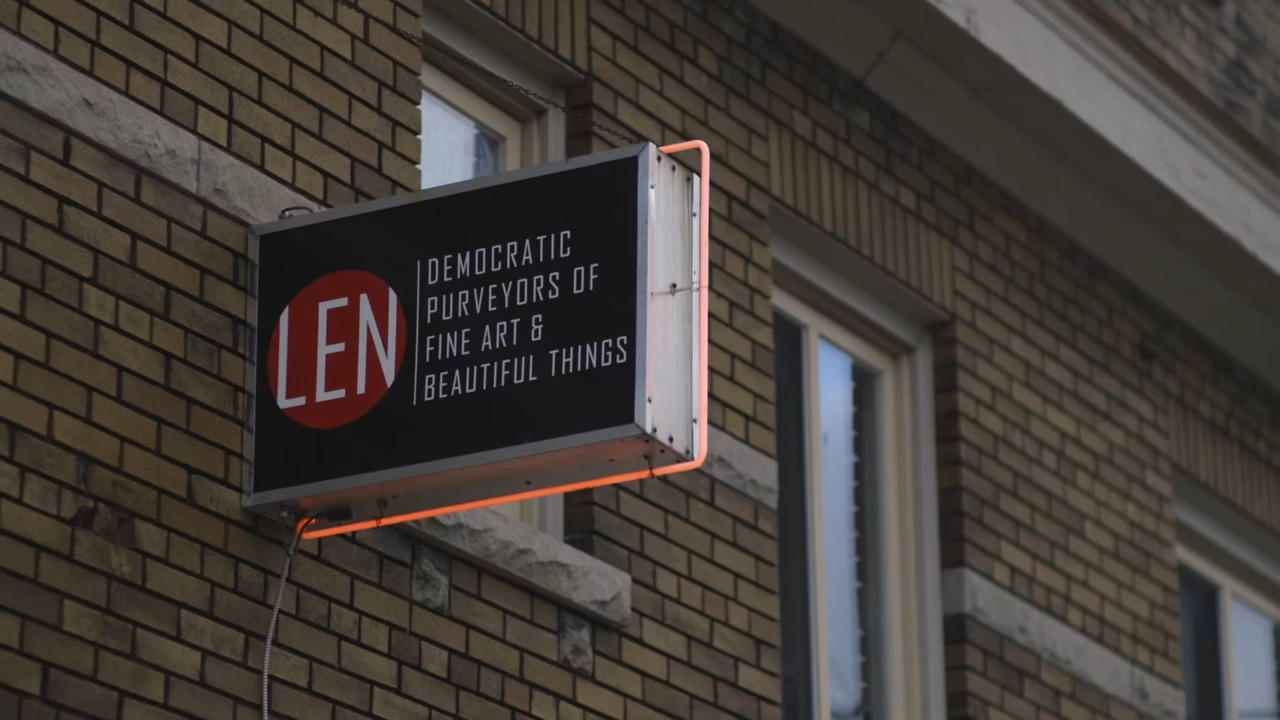 LEN
DEMOCRATIC
PURVEYORS OF
FINE ART &
BEAUTIFUL THINGS